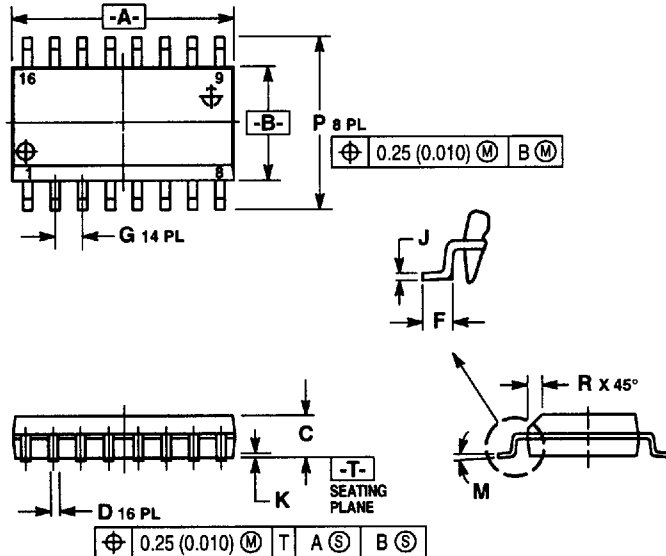 -A-
16 9
-B-
P 8 PL
⌖ 0.25 (0.010) Ⓜ B Ⓜ
1 8
G 14 PL
J
F
R X 45°
C
-T-
SEATING
PLANE
K
M
D 16 PL
⌖ 0.25 (0.010) Ⓜ T A Ⓢ B Ⓢ